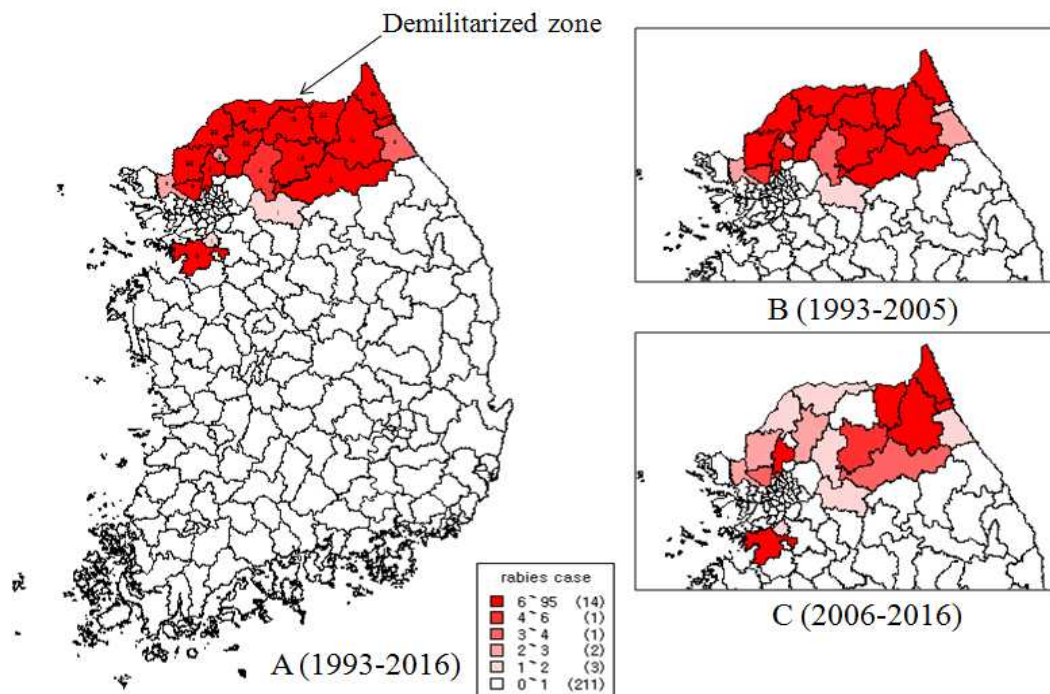 Demilitarized zone
A (1993-2016)
rabies case
6~95 (14)
4~6 (1)
3~4 (1)
2~3 (2)
1~2 (3)
0~1 (211)
B (1993-2005)
C (2006-2016)